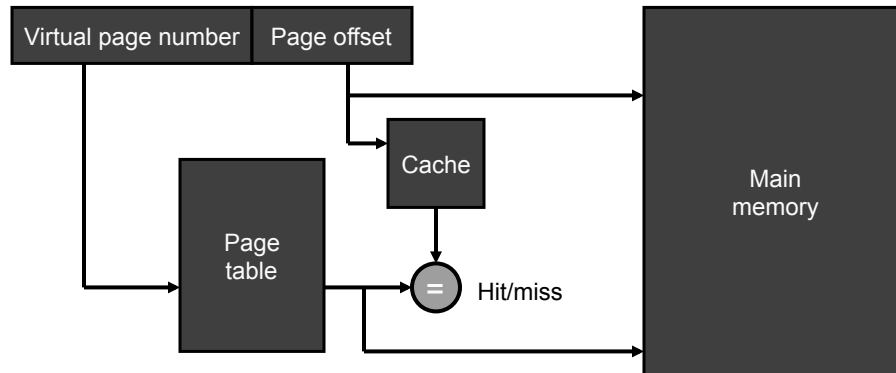 Virtual page number
Page offset
Cache
Main
memory
Page
table
=
Hit/miss